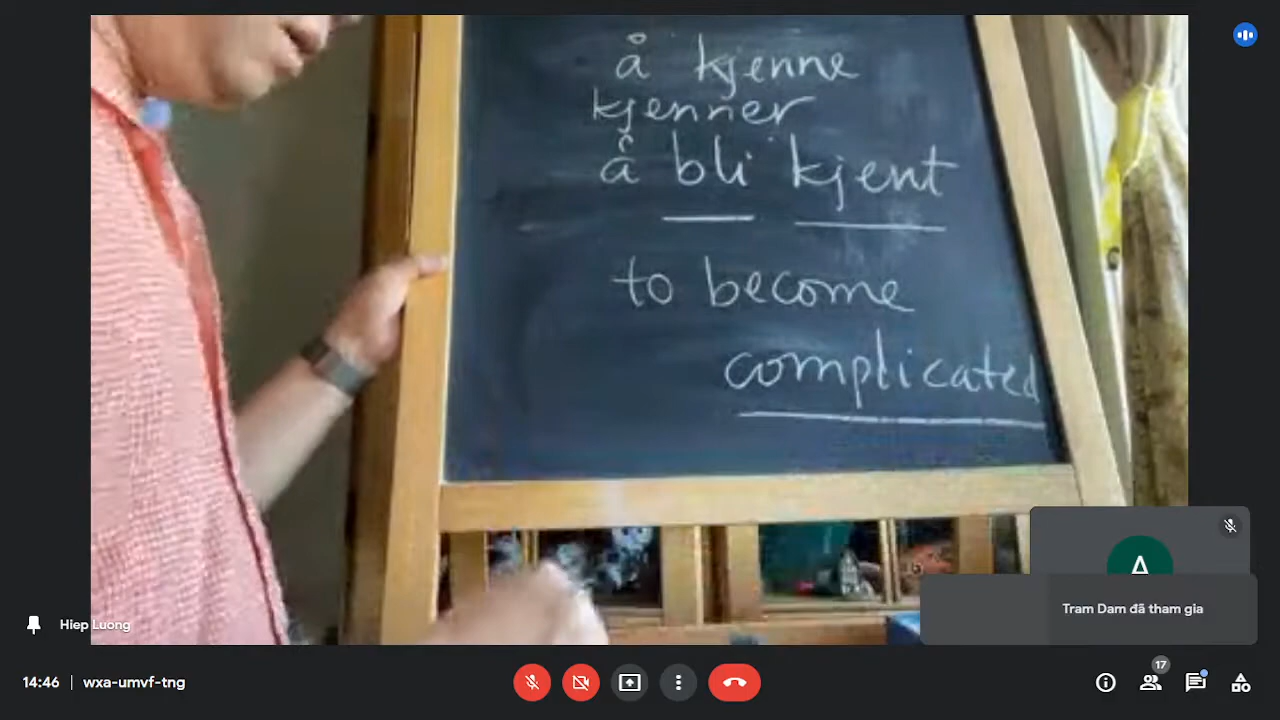 å kjenne
kjenner
å bli kjent
to become
complicated
A
Tram Dam đã tham gia
Hiep Luong
14:46 | wxa-umvf-tng
17